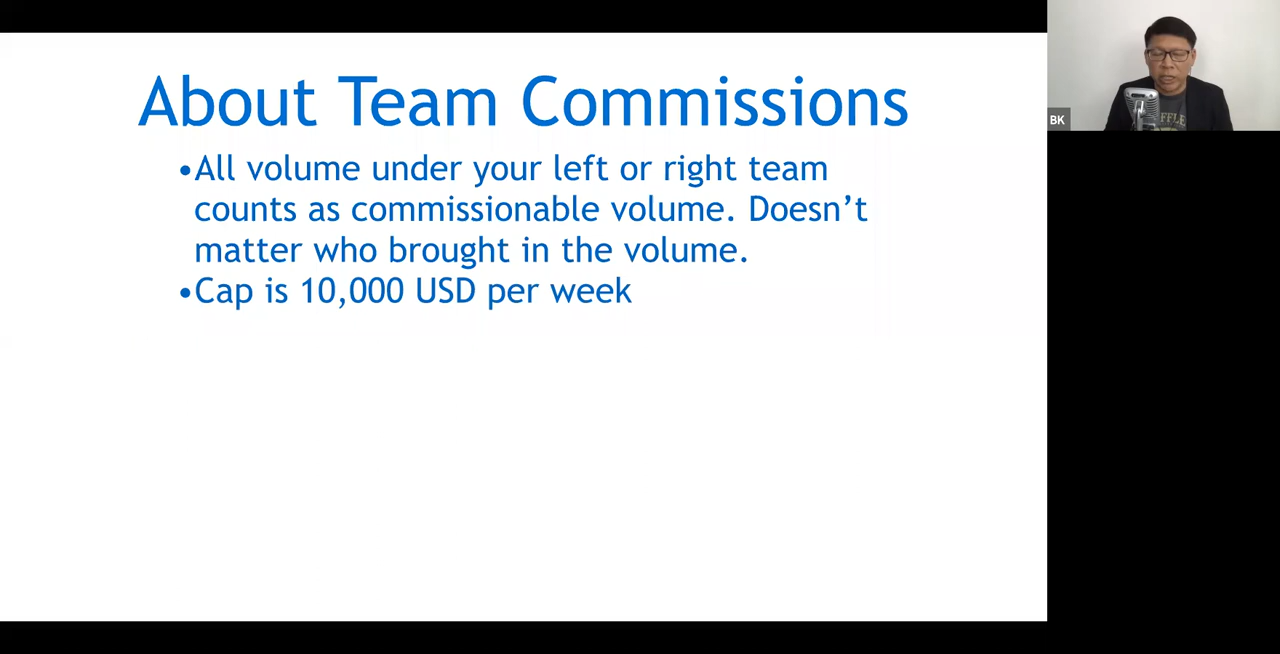 About Team Commissions
•All volume under your left or right team
counts as commissionable volume. Doesn’t
matter who brought in the volume.
•Cap is 10,000 USD per week
BK